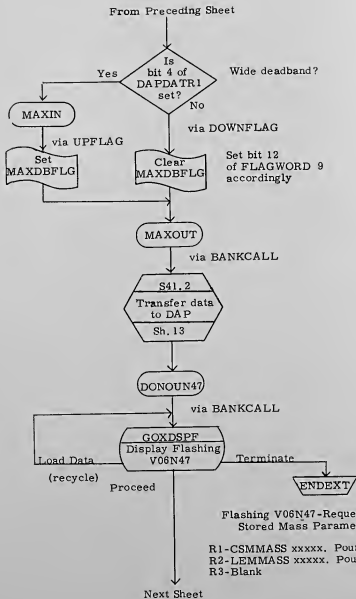 From Preceding Sheet
Is
bit 4 of
DAPDATR1
set?
Yes
Wide deadband?
No
MAXIN
via UPFLAG
via DOWNFLAG
Set
MAXDBFLG
Clear
MAXDBFLG
Set bit 12
of FLAGWORD 9
accordingly
MAXOUT
via BANKCALL
S41.2
Transfer data
to DAP
Sh. 13
DONOUN47
via BANKCALL
GOXDSPF
Display Flashing
V06N47
Load Data
(recycle)
Terminate
Proceed
ENDEXT
Flashing V06N47-Reque
Stored Mass Parame
R1-CSMMASS xxxxx. Pou
R2-LEMMASS xxxxx. Pou
R3-Blank
Next Sheet